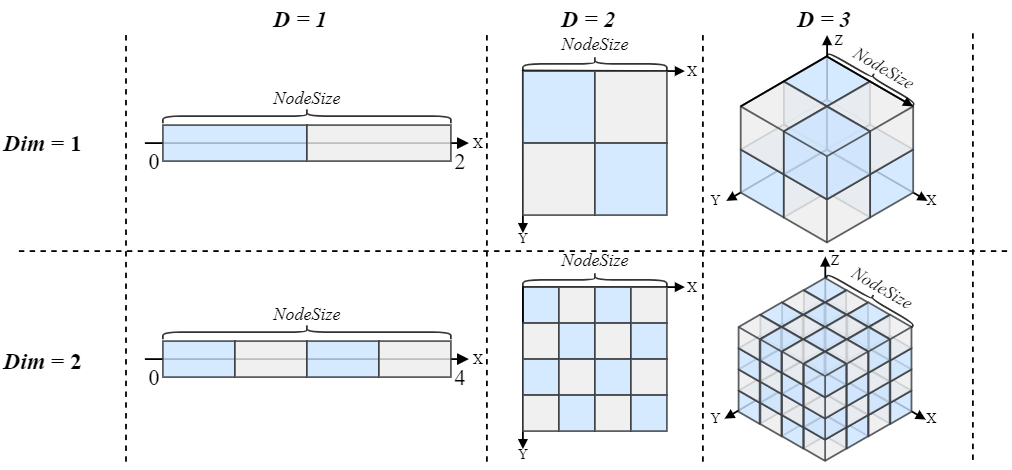 D = 1
D = 2
D = 3
Dim = 1
NodeSize
0
2
X
NodeSize
X
Y
Z
NodeSize
Y
X
Dim = 2
NodeSize
0
4
X
NodeSize
X
Y
Z
NodeSize
Y
X